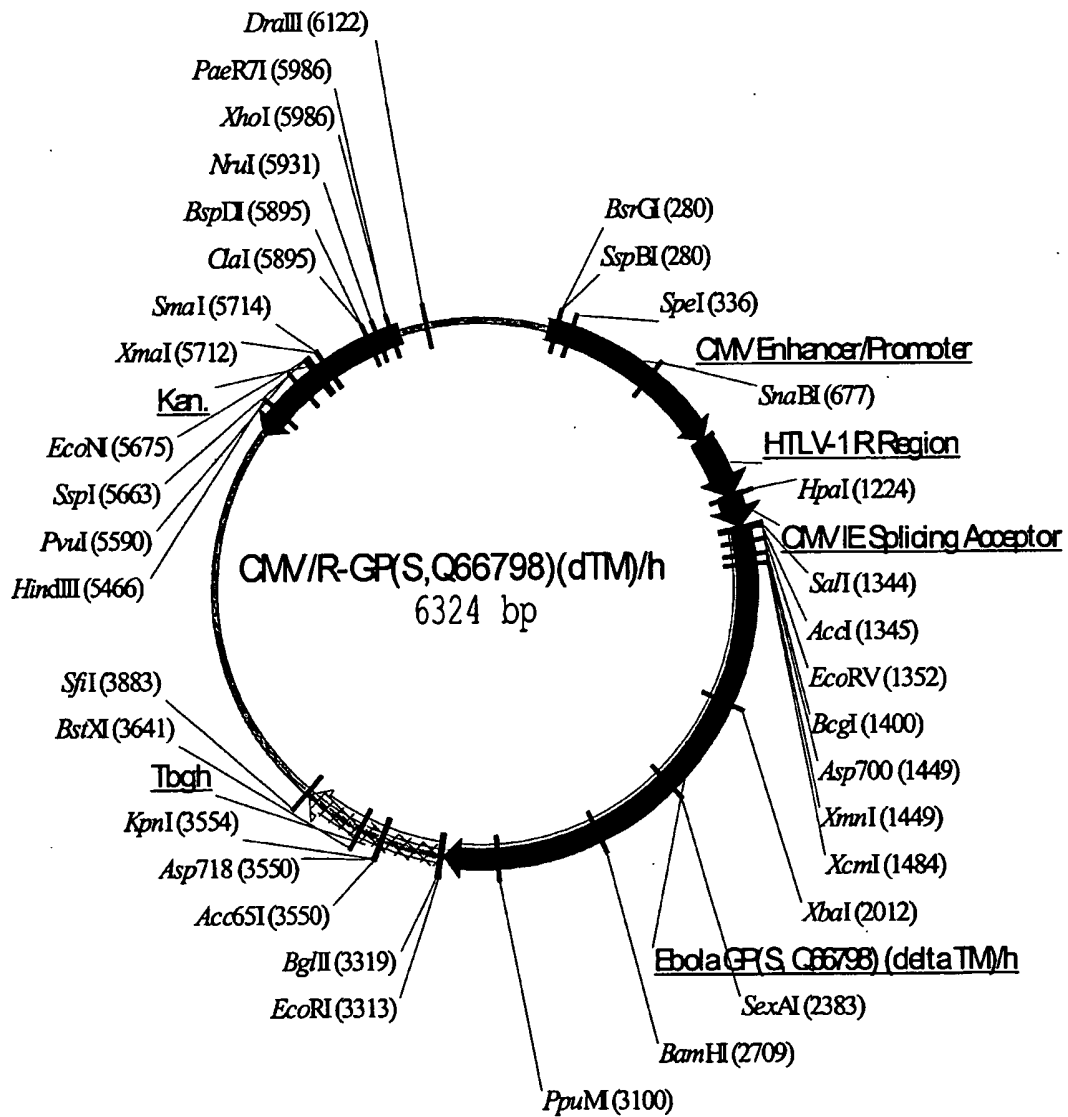 DraIII (6122)
PaeR7I (5986)
XhoI (5986)
NruI (5931)
BspDI (5895)
ClaI (5895)
SmaI (5714)
XmaI (5712)
Kan.
EcoNI (5675)
SspI (5663)
PvuI (5590)
HindIII (5466)
BsrGI (280)
SspBI (280)
SpeI (336)
CMV Enhancer/Promoter
SnaBI (677)
HTLV-1 R Region
HpaI (1224)
CMV IE Splicing Acceptor
SalI (1344)
AccI (1345)
EcoRV (1352)
BcgI (1400)
Asp700 (1449)
XmnI (1449)
XcmI (1484)
XbaI (2012)
Ebola GP(S, Q66798) (delta TM)/h
SexAI (2383)
BamHI (2709)
PpuMI (3100)
CMV/R-GP(S,Q66798)(dTM)/h
6324 bp
SfiI (3883)
BstXI (3641)
Tbgh
KpnI (3554)
Asp718 (3550)
Acc65I (3550)
BglII (3319)
EcoRI (3313)